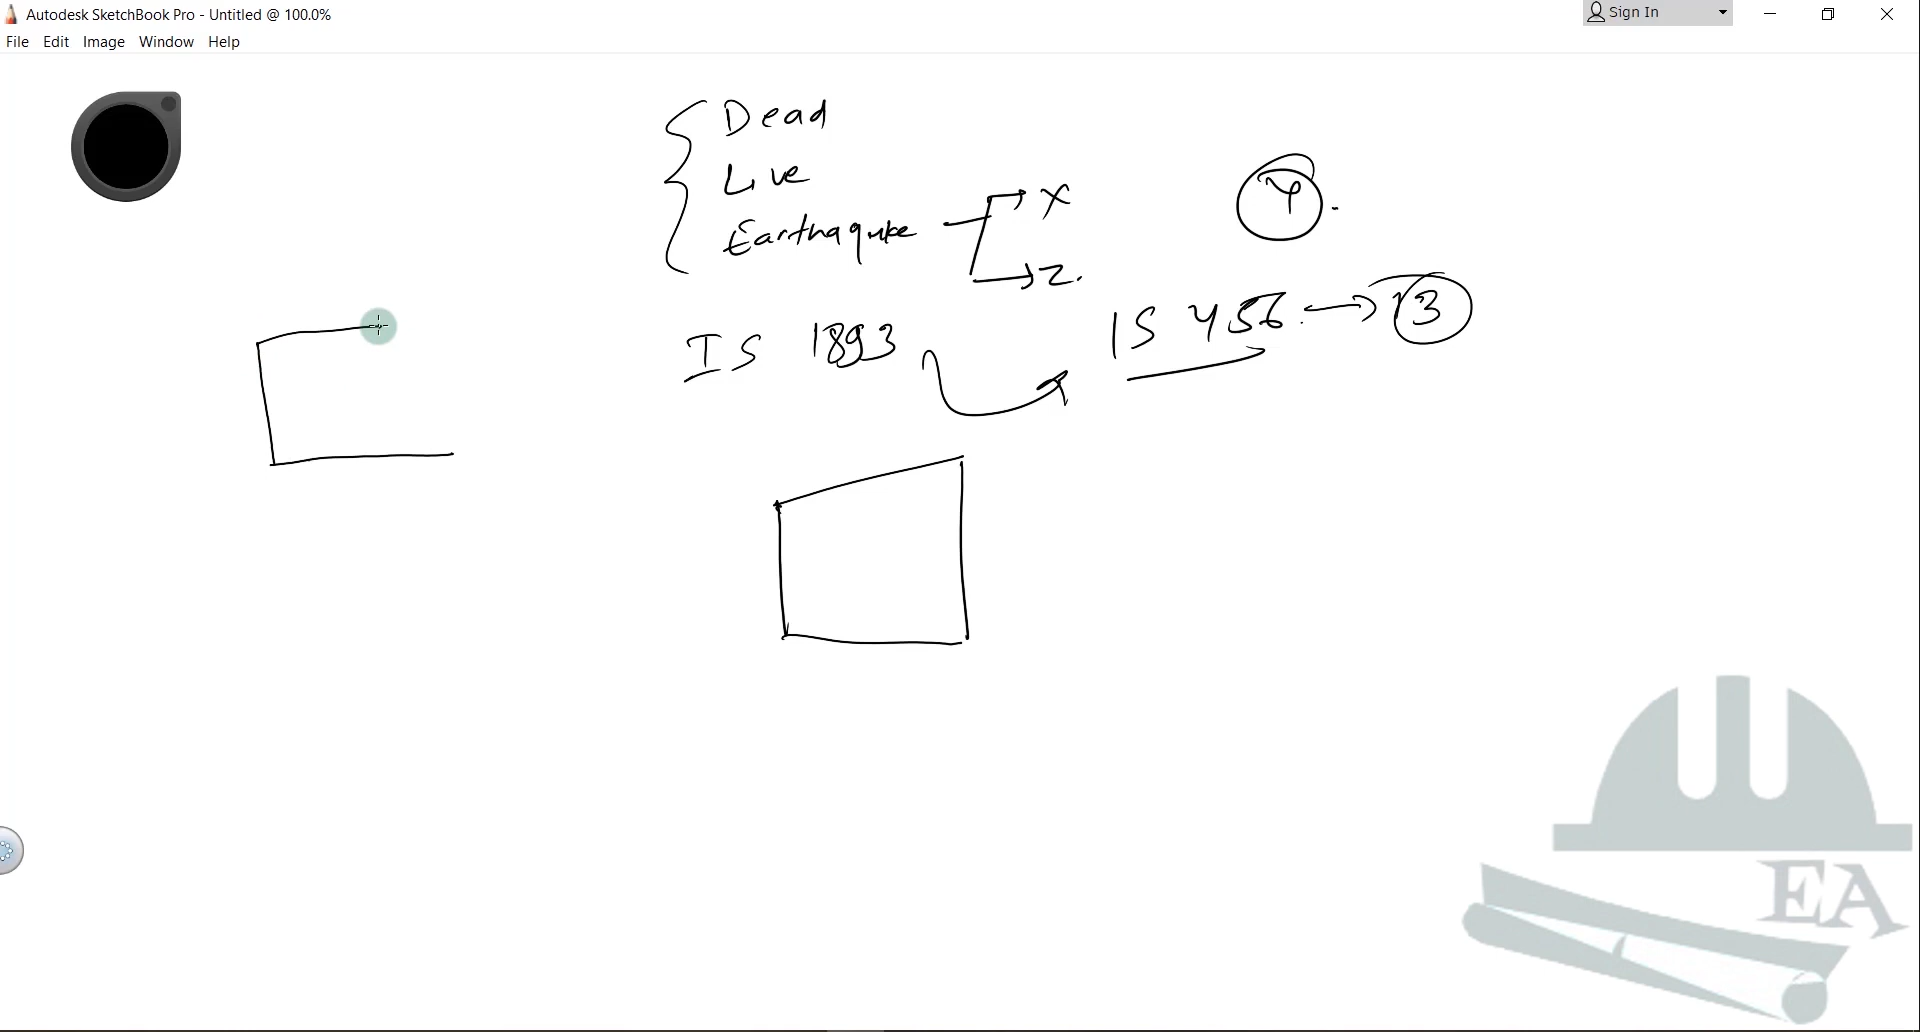 Autodesk SketchBook Pro - Untitled @ 100.0%
Sign In
File Edit Image Window Help
Dead
Live
Earthaquke
X
Z.
4.
IS 1893
IS 456. 13
EA